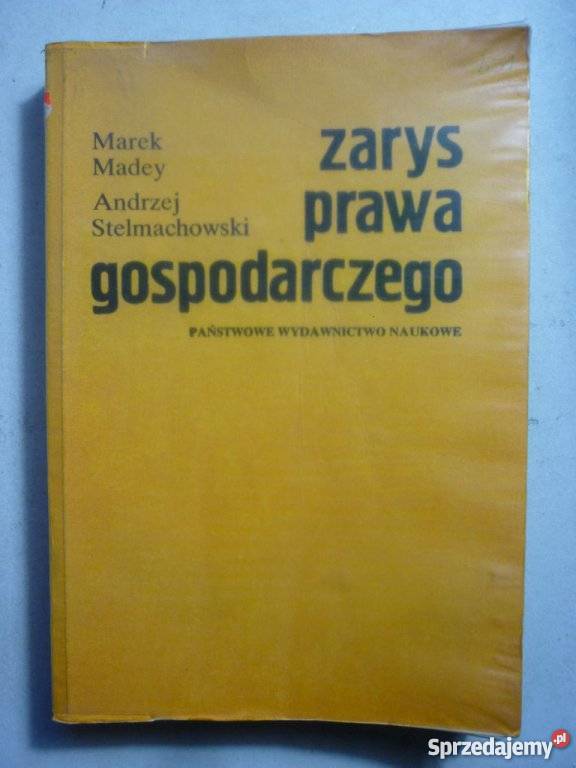 Marek
Madey
Andrzej
Stelmachowski
zarys
prawa
gospodarczego
PAŃSTWOWE WYDAWNICTWO NAUKOWE
Sprzedajemy.pl